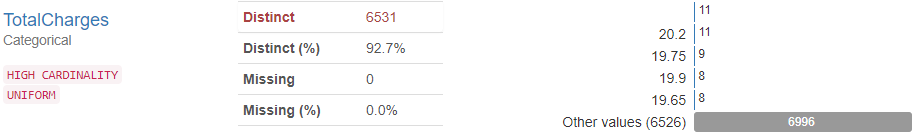 TotalCharges
Categorical
HIGH CARDINALITY
UNIFORM
Distinct 6531
Distinct (%) 92.7%
Missing 0
Missing (%) 0.0%
11
20.2 11
19.75 9
19.9 8
19.65 8
Other values (6526) 6996